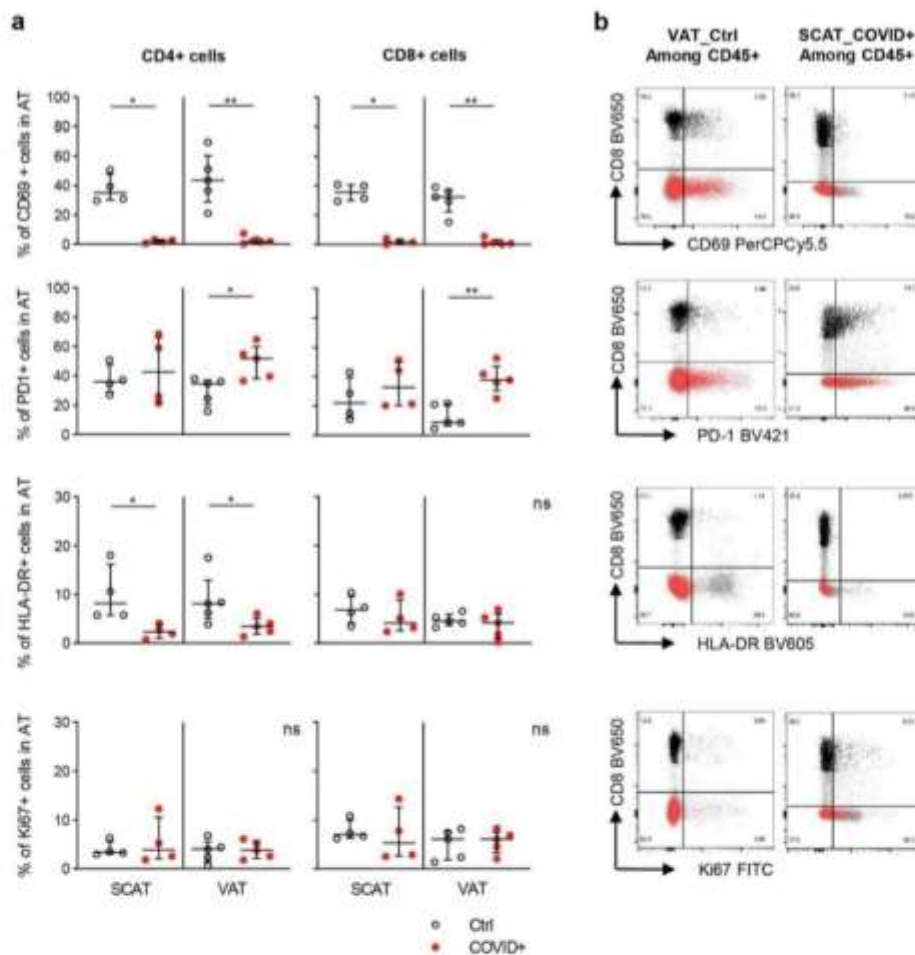 a
CD4+ cells
CD8+ cells
% of CD69 + cells in AT
100
80
60
40
20
0
*
**
*
**
% of PD1+ cells in AT
100
80
60
40
20
0
*
**
% of HLA-DR+ cells in AT
30
20
10
0
*
*
ns
% of Ki67+ cells in AT
30
20
10
0
ns
ns
SCAT
VAT
SCAT
VAT
Ctrl
COVID+
b
VAT_Ctrl
Among CD45+
SCAT_COVID+
Among CD45+
CD8 BV650
CD69 PerCPCy5.5
CD8 BV650
PD-1 BV421
CD8 BV650
HLA-DR BV605
CD8 BV650
Ki67 FITC